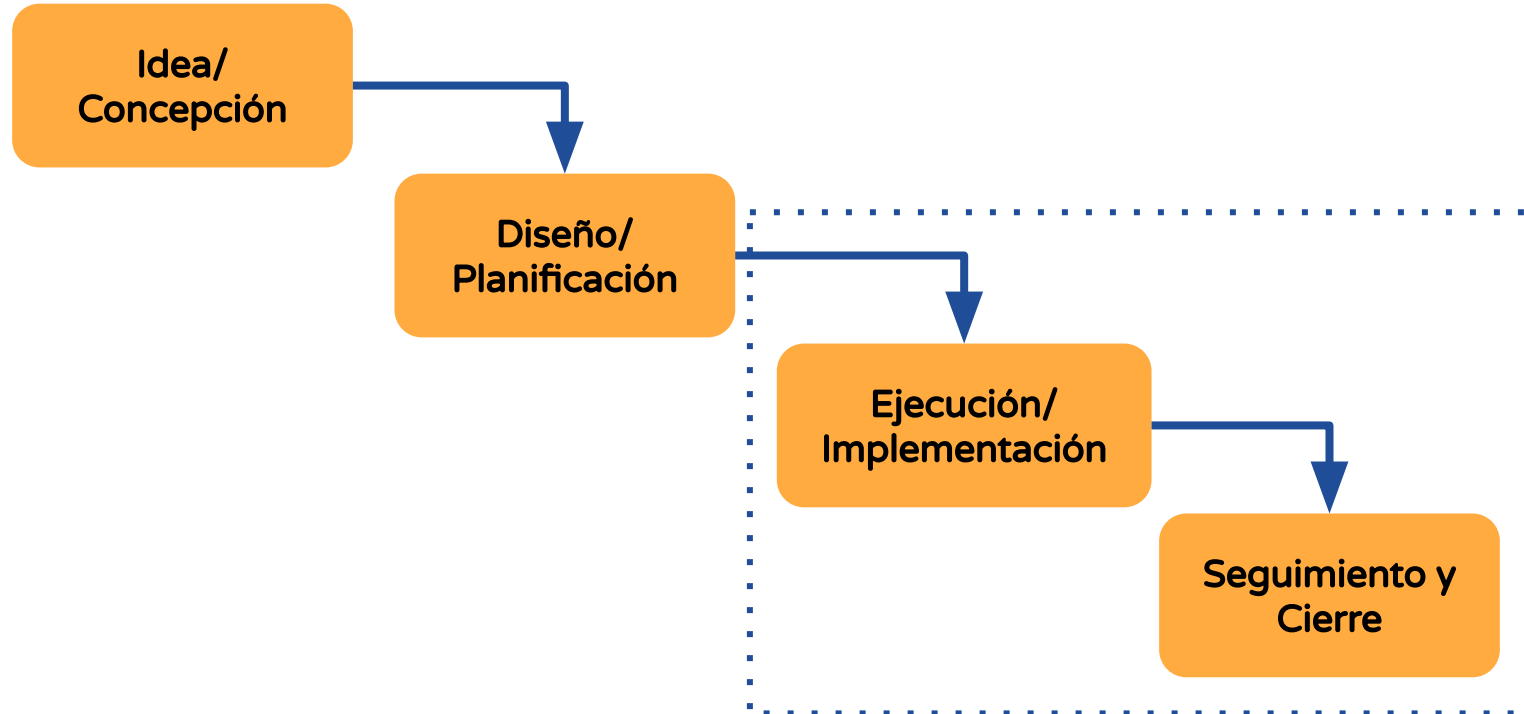 Idea/
Concepción
Diseño/
Planificación
Ejecución/
Implementación
Seguimiento y
Cierre